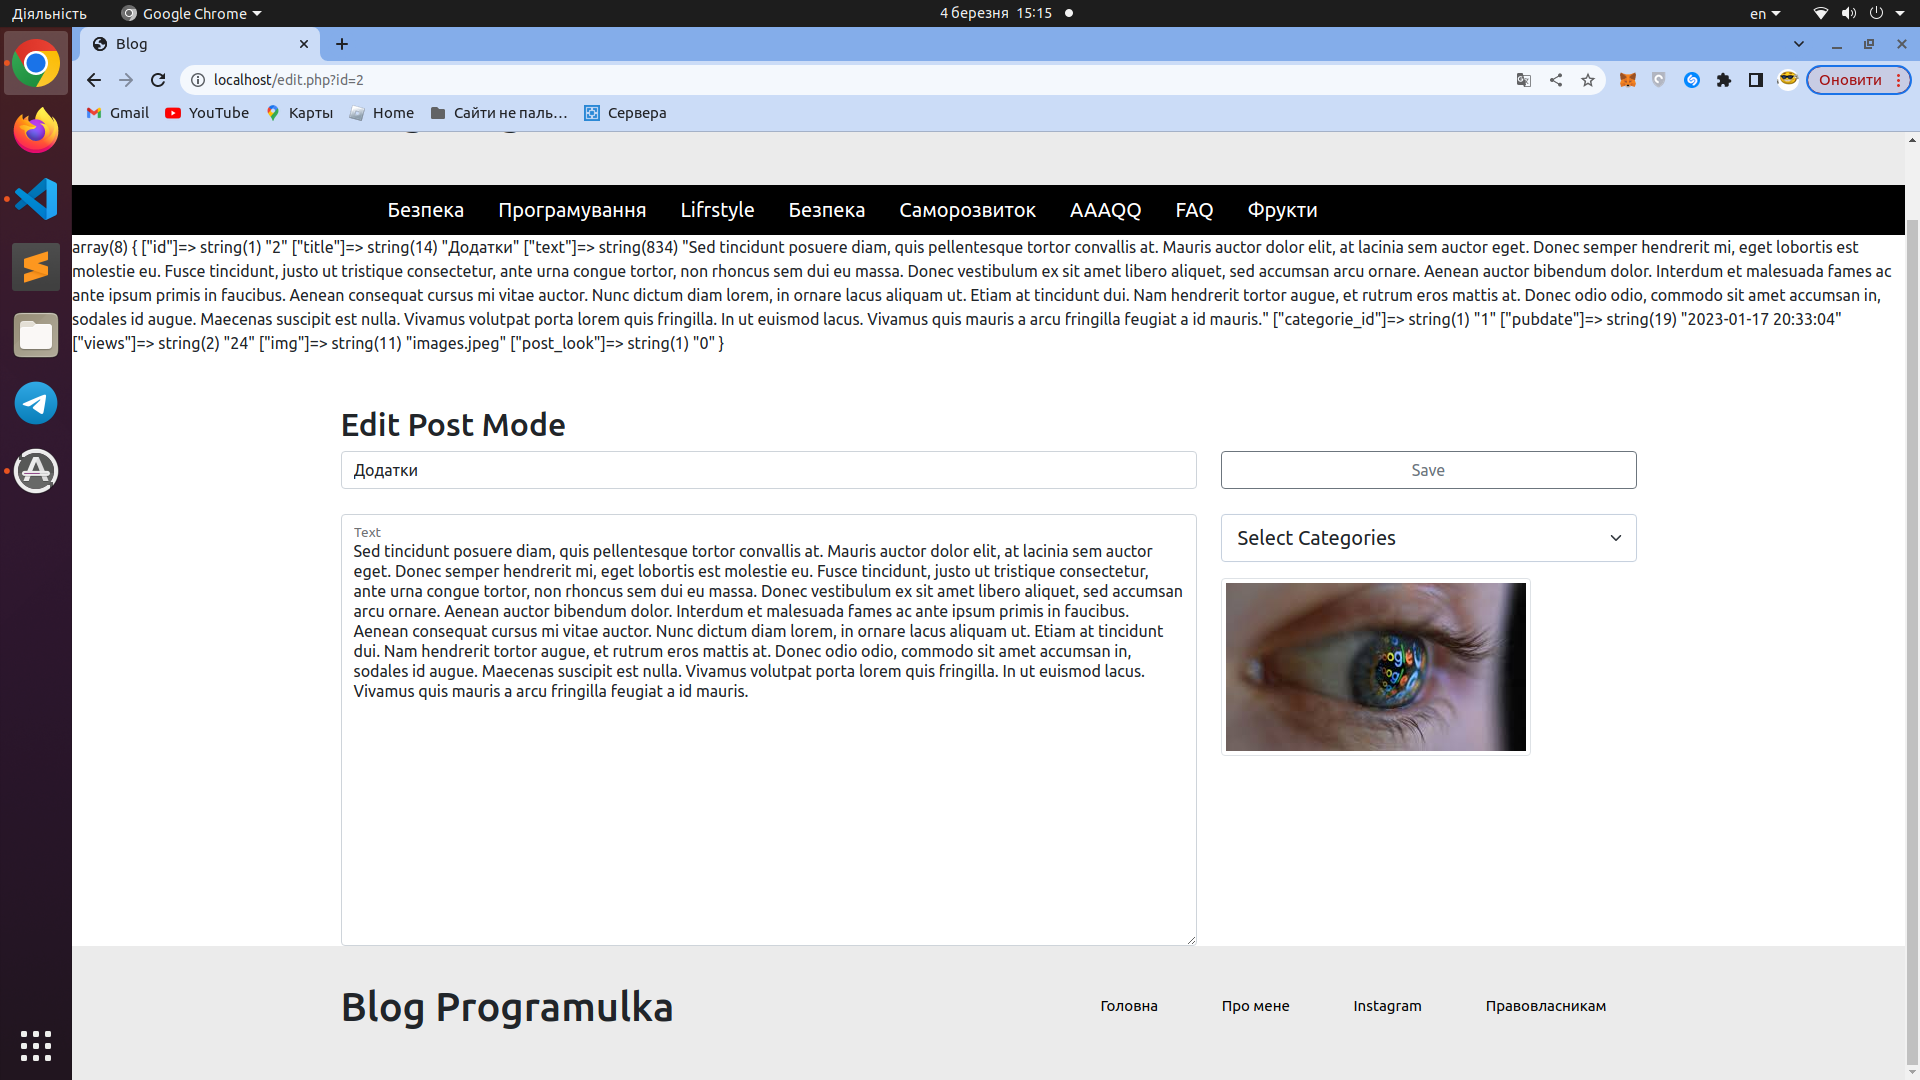 Діяльність Google Chrome 4 березня 15:15 en
Blog
localhost/edit.php?id=2 Оновити
Gmail YouTube Карты Home Сайти не паль… Сервера
Безпека Програмування Lifrstyle Безпека Саморозвиток AAAQQ FAQ Фрукти
array(8) { ["id"]=> string(1) "2" ["title"]=> string(14) "Додатки" ["text"]=> string(834) "Sed tincidunt posuere diam, quis pellentesque tortor convallis at. Mauris auctor dolor elit, at lacinia sem auctor eget. Donec semper hendrerit mi, eget lobortis est
molestie eu. Fusce tincidunt, justo ut tristique consectetur, ante urna congue tortor, non rhoncus sem dui eu massa. Donec vestibulum ex sit amet libero aliquet, sed accumsan arcu ornare. Aenean auctor bibendum dolor. Interdum et malesuada fames ac
ante ipsum primis in faucibus. Aenean consequat cursus mi vitae auctor. Nunc dictum diam lorem, in ornare lacus aliquam ut. Etiam at tincidunt dui. Nam hendrerit tortor augue, et rutrum eros mattis at. Donec odio odio, commodo sit amet accumsan in,
sodales id augue. Maecenas suscipit est nulla. Vivamus volutpat porta lorem quis fringilla. In ut euismod lacus. Vivamus quis mauris a arcu fringilla feugiat a id mauris." ["categorie_id"]=> string(1) "1" ["pubdate"]=> string(19) "2023-01-17 20:33:04"
["views"]=> string(2) "24" ["img"]=> string(11) "images.jpeg" ["post_look"]=> string(1) "0" }
Edit Post Mode
Додатки
Save
Text
Sed tincidunt posuere diam, quis pellentesque tortor convallis at. Mauris auctor dolor elit, at lacinia sem auctor
eget. Donec semper hendrerit mi, eget lobortis est molestie eu. Fusce tincidunt, justo ut tristique consectetur,
ante urna congue tortor, non rhoncus sem dui eu massa. Donec vestibulum ex sit amet libero aliquet, sed accumsan
arcu ornare. Aenean auctor bibendum dolor. Interdum et malesuada fames ac ante ipsum primis in faucibus.
Aenean consequat cursus mi vitae auctor. Nunc dictum diam lorem, in ornare lacus aliquam ut. Etiam at tincidunt
dui. Nam hendrerit tortor augue, et rutrum eros mattis at. Donec odio odio, commodo sit amet accumsan in,
sodales id augue. Maecenas suscipit est nulla. Vivamus volutpat porta lorem quis fringilla. In ut euismod lacus.
Vivamus quis mauris a arcu fringilla feugiat a id mauris.
Select Categories
Blog Programulka
Головна Про мене Instagram Правовласникам